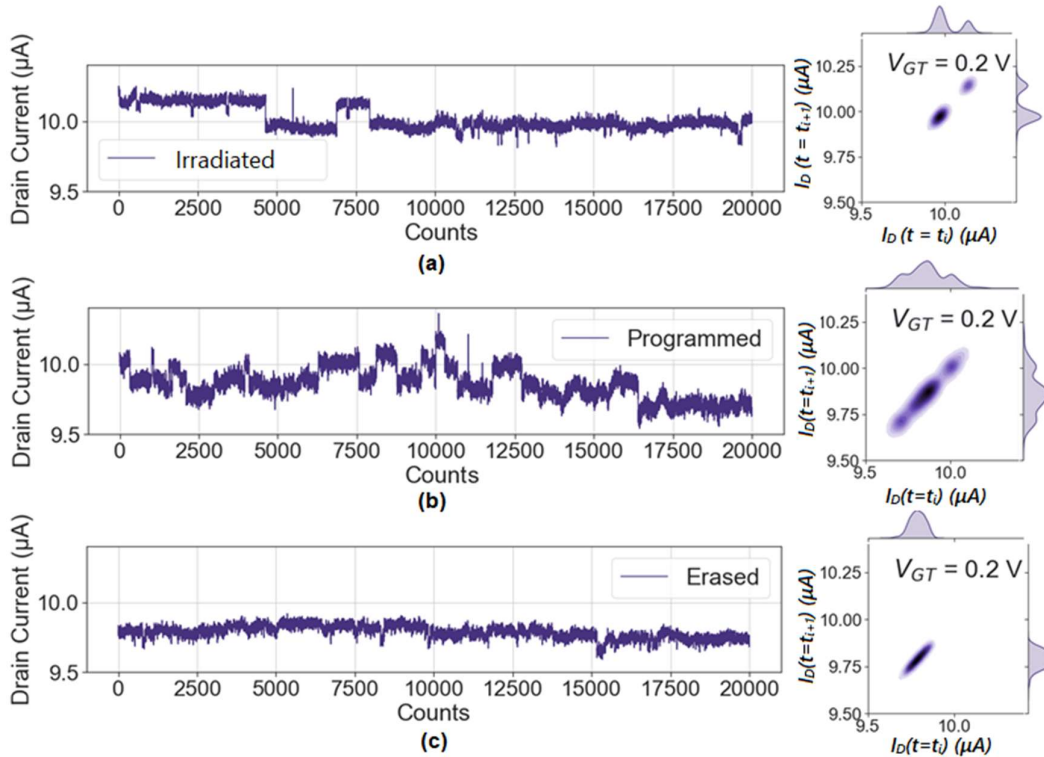 Drain Current (µA)
10.0
9.5
Irradiated
0 2500 5000 7500 10000 12500 15000 17500 20000
Counts
(a)
V_GT = 0.2 V
I_D (t = t_{i+1}) (µA)
10.25
10.00
9.75
9.50
9.5 10.0
I_D (t = t_i) (µA)
Drain Current (µA)
10.0
9.5
Programmed
0 2500 5000 7500 10000 12500 15000 17500 20000
Counts
(b)
V_GT = 0.2 V
I_D(t=t_{i+1}) (µA)
10.25
10.00
9.75
9.50
9.5 10.0
I_D(t=t_i) (µA)
Drain Current (µA)
10.0
9.5
Erased
0 2500 5000 7500 10000 12500 15000 17500 20000
Counts
(c)
V_GT = 0.2 V
I_D(t=t_{i+1}) (µA)
10.25
10.00
9.75
9.50
9.5 10.0
I_D(t=t_i) (µA)